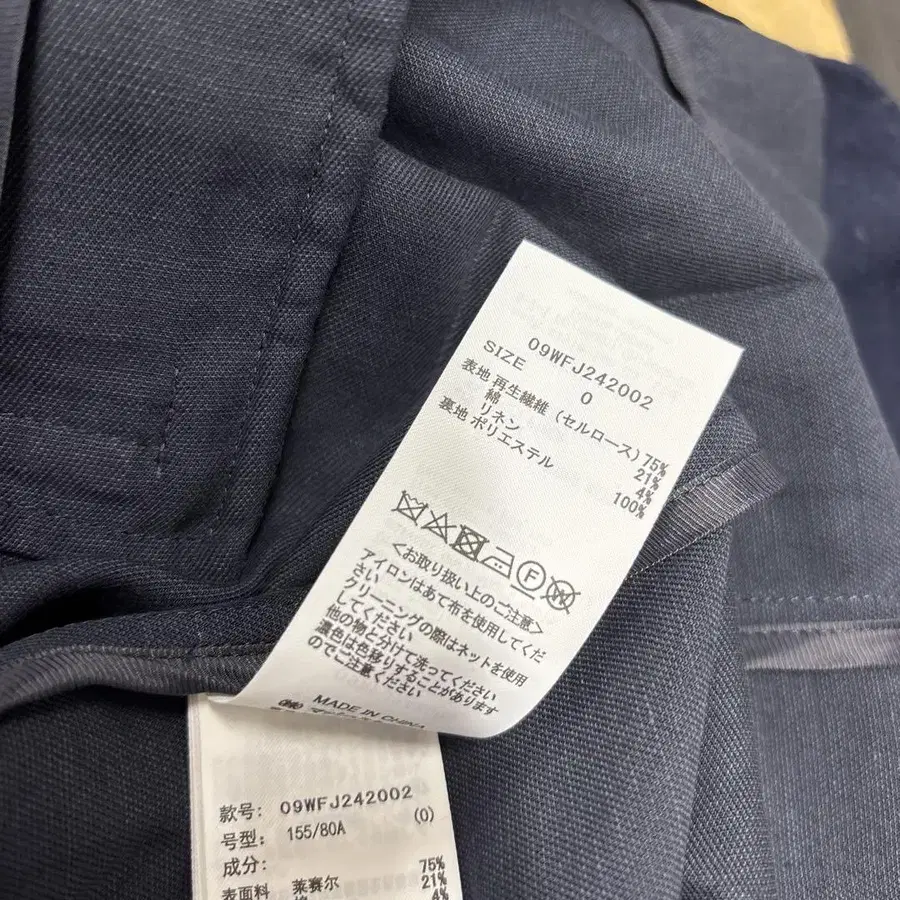 09WFJ242002
SIZE 0
表地 再生繊維 (セルロース) 75%
綿 21%
リネン 4%
裏地 ポリエステル 100%
F
W
<お取り扱い上のご注意>
アイロンはあて布を使用してくだ
さい
クリーニングの際はネットを使用
してください
他の物と分けて洗ってください
濃色は色移りすることがあります
のでご注意ください
MADE IN CHINA
款号: 09WFJ242002
号型: 155/80A (0)
成分:
表面料 莱赛尔 75%
棉 21%
4%